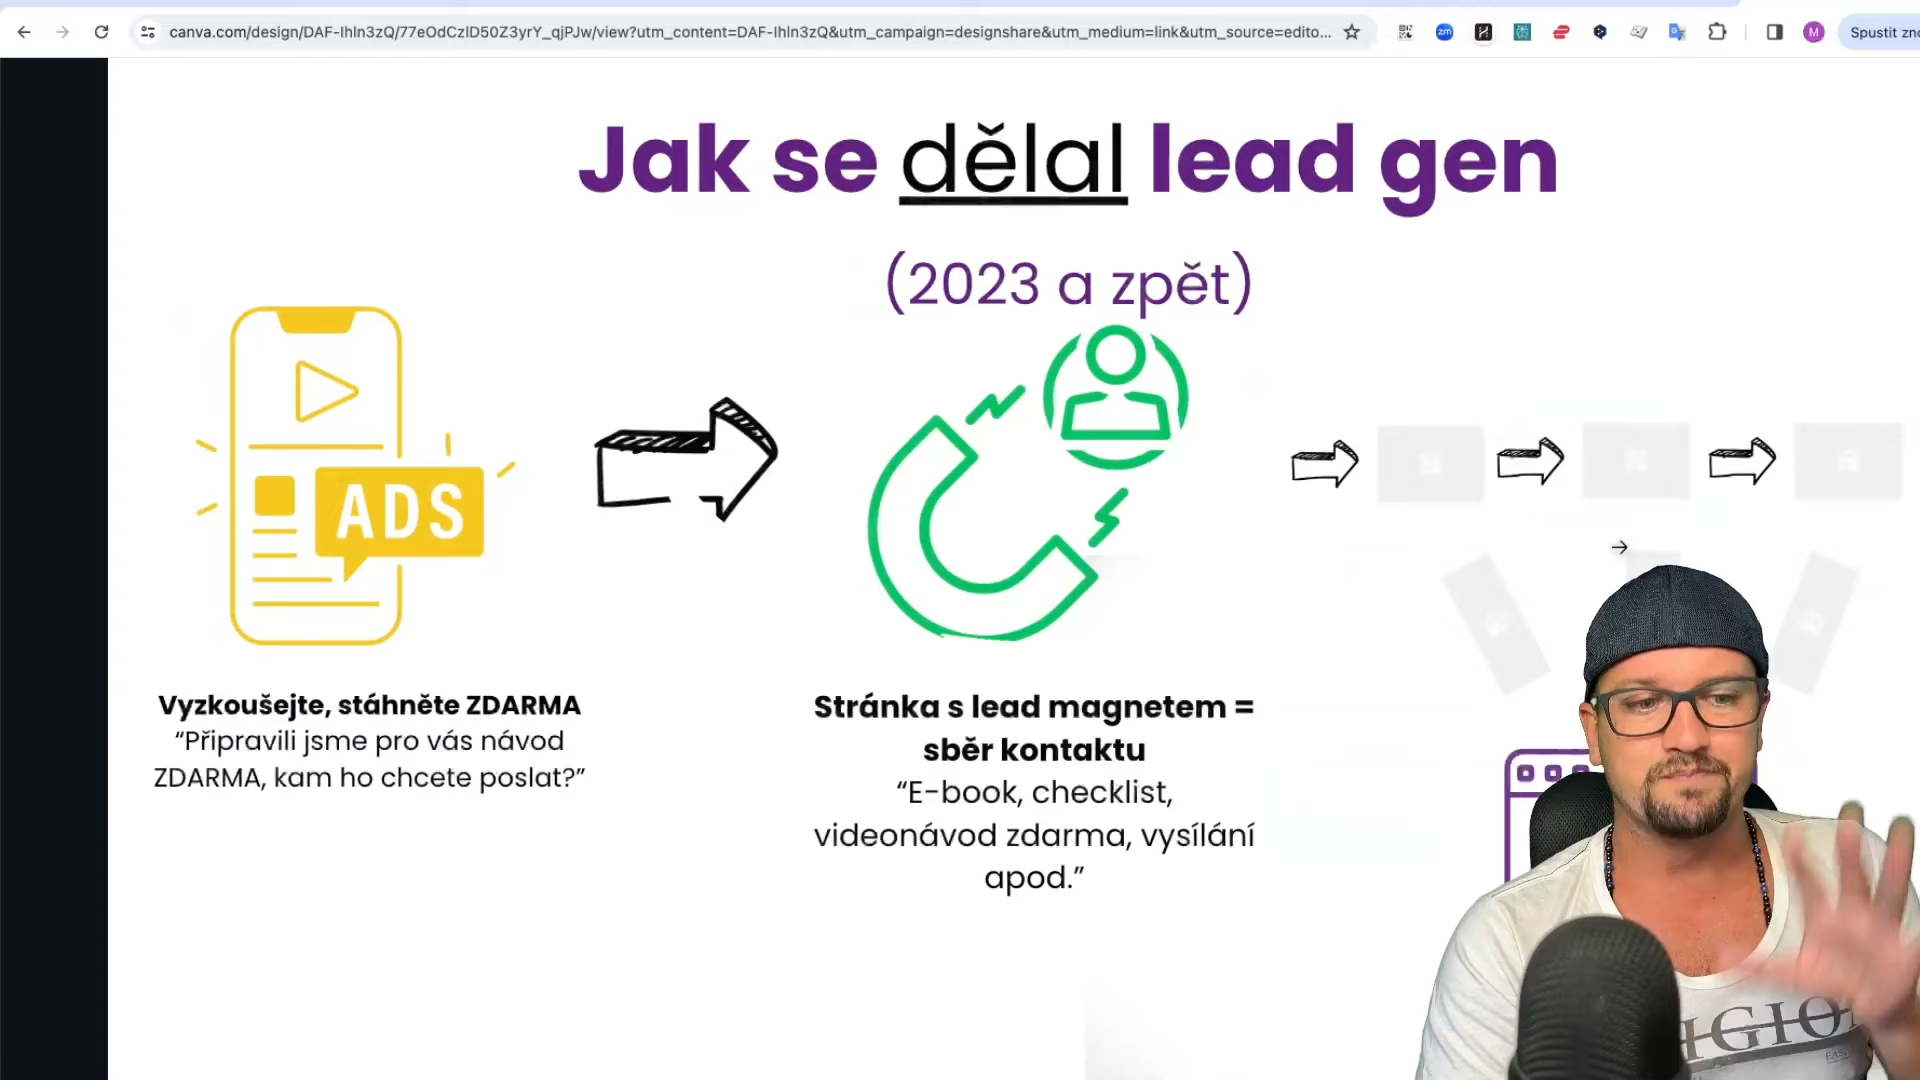 canva.com/design/DAF-Ihln3zQ/77eOdCzlD50Z3yrY_qjPJw/view?utm_content=DAF-Ihln3zQ&utm_campaign=designshare&utm_medium=link&utm_source=edito...
zm
M
Spustit zno
Jak se dělal lead gen
(2023 a zpět)
ADS
Vyzkoušejte, stáhněte ZDARMA
“Připravili jsme pro vás návod
ZDARMA, kam ho chcete poslat?”
Stránka s lead magnetem =
sběr kontaktu
“E-book, checklist,
videonávod zdarma, vysílání
apod.”